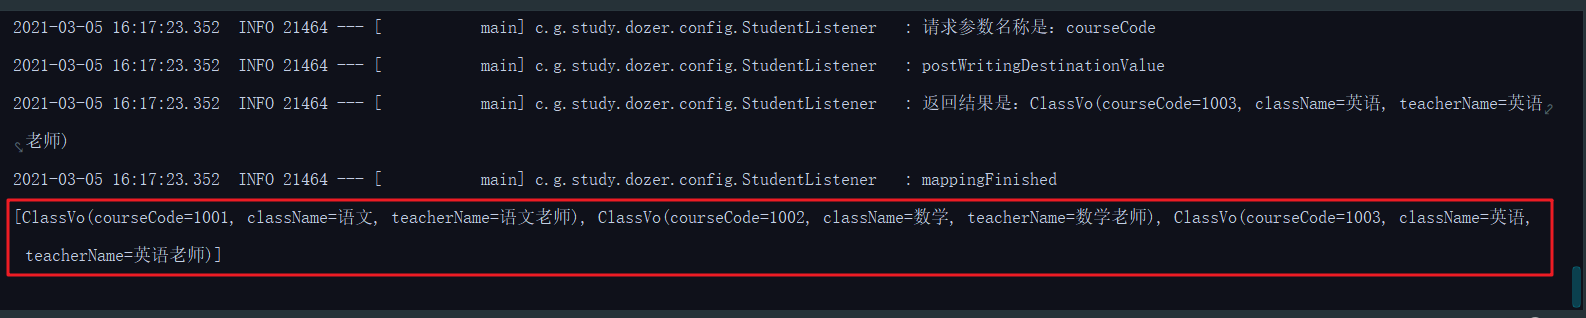 2021-03-05 16:17:23.352  INFO 21464 --- [           main] c.g.study.dozer.config.StudentListener   : 请求参数名称是：courseCode
2021-03-05 16:17:23.352  INFO 21464 --- [           main] c.g.study.dozer.config.StudentListener   : postWritingDestinationValue
2021-03-05 16:17:23.352  INFO 21464 --- [           main] c.g.study.dozer.config.StudentListener   : 返回结果是：ClassVo(courseCode=1003, className=英语, teacherName=英语
老师)
2021-03-05 16:17:23.352  INFO 21464 --- [           main] c.g.study.dozer.config.StudentListener   : mappingFinished
[ClassVo(courseCode=1001, className=语文, teacherName=语文老师), ClassVo(courseCode=1002, className=数学, teacherName=数学老师), ClassVo(courseCode=1003, className=英语,
teacherName=英语老师)]